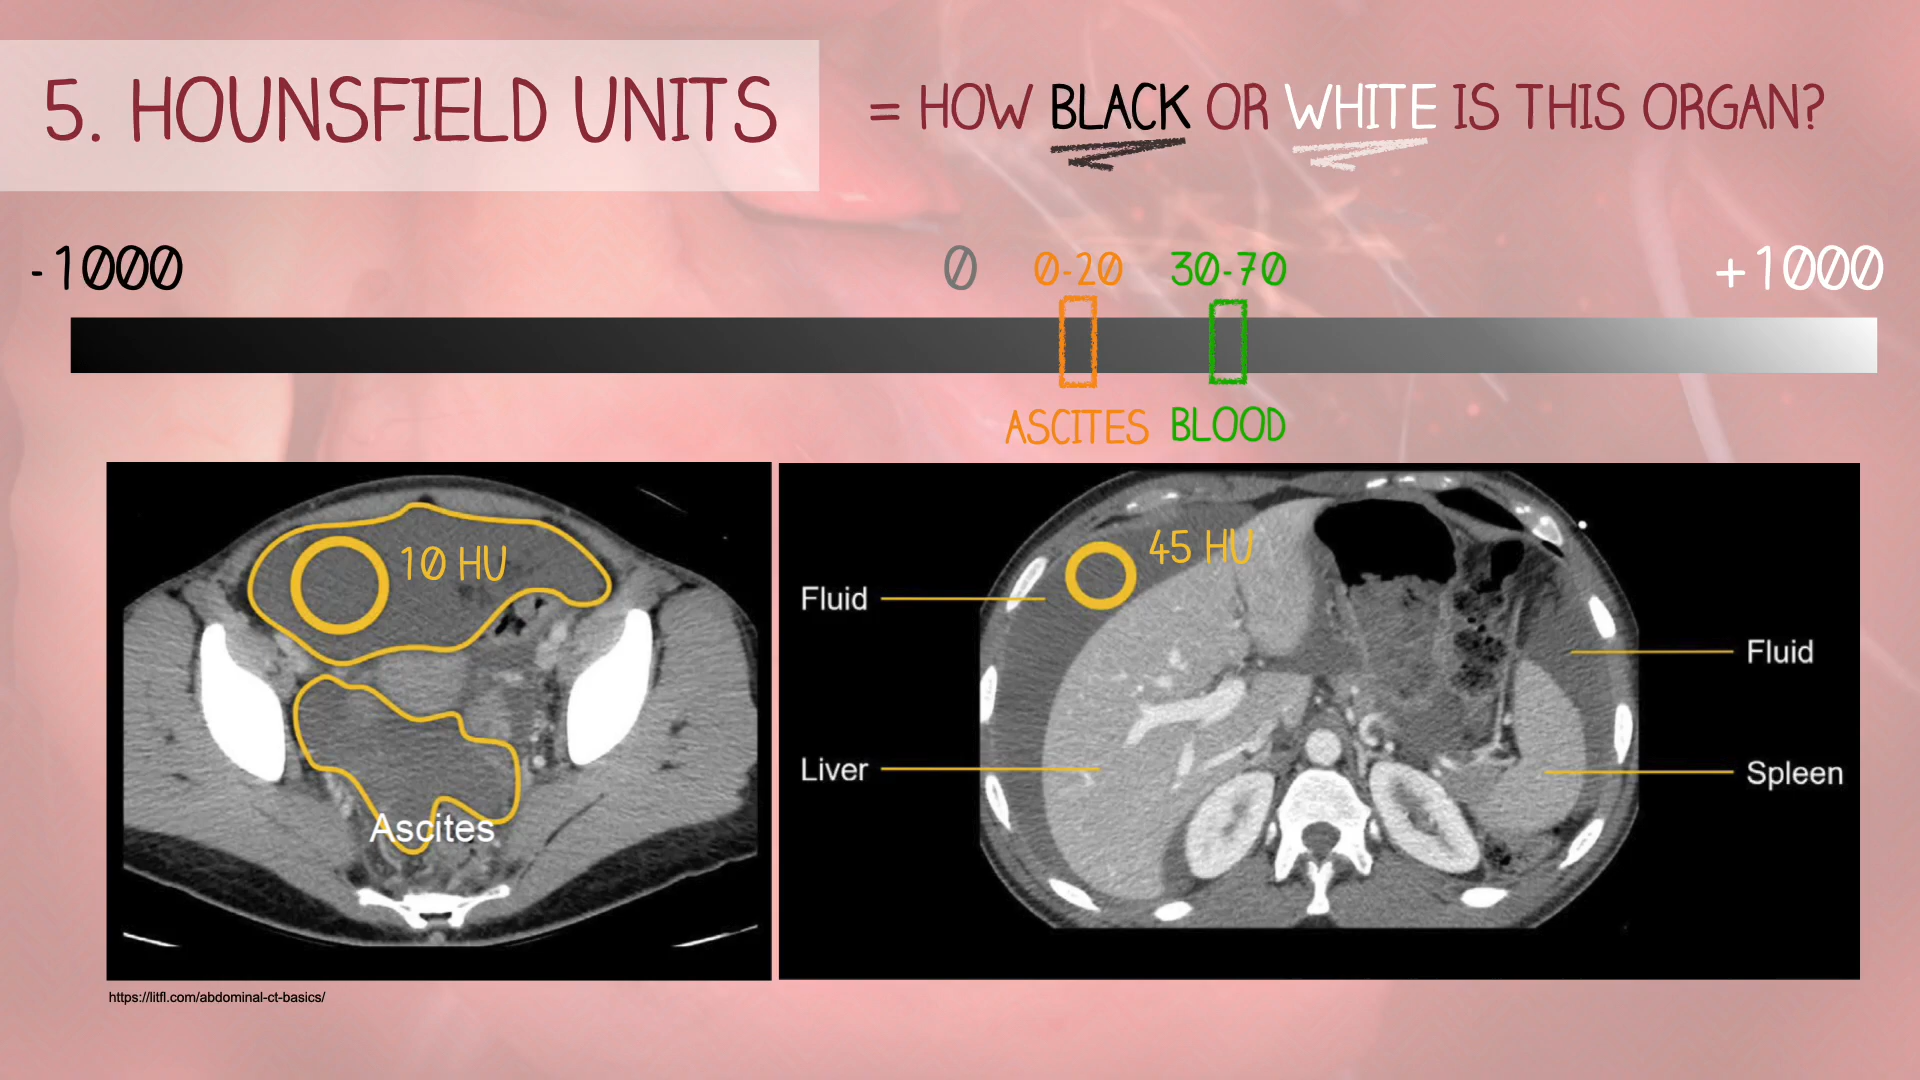 5. HOUNSFIELD UNITS
= HOW BLACK OR WHITE IS THIS ORGAN?
-1000
0
0-20
30-70
+1000
ASCITES
BLOOD
10 HU
Ascites
45 HU
Fluid
Liver
Fluid
Spleen
https://litfl.com/abdominal-ct-basics/